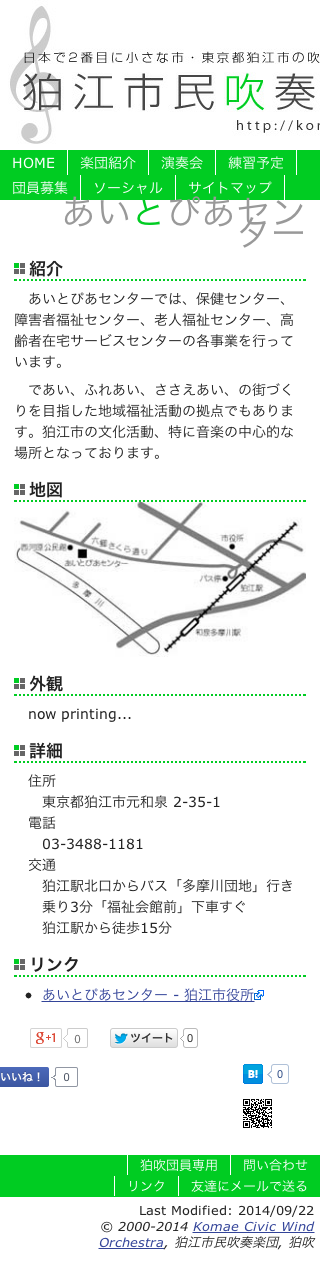 日本で2番目に小さな市・東京都狛江市の吹
狛江市民吹奏
http://kor
HOME 楽団紹介 演奏会 練習予定
団員募集 ソーシャル サイトマップ
あいとぴあセン
ター
紹介
あいとぴあセンターでは、保健センター、
障害者福祉センター、老人福祉センター、高
齢者在宅サービスセンターの各事業を行って
います。
であい、ふれあい、ささえあい、の街づく
りを目指した地域福祉活動の拠点でもありま
す。狛江市の文化活動、特に音楽の中心的な
場所となっております。
地図
市役所
六郷さくら通り
西河原公民館
あいとぴあセンター
バス停
狛江駅
多摩川
和泉多摩川駅
外観
now printing...
詳細
住所
東京都狛江市元和泉 2-35-1
電話
03-3488-1181
交通
狛江駅北口からバス「多摩川団地」行き
乗り3分「福祉会館前」下車すぐ
狛江駅から徒歩15分
リンク
あいとぴあセンター - 狛江市役所
g+1 0 ツイート 0
いいね！ 0 B! 0
狛吹団員専用 問い合わせ
リンク 友達にメールで送る
Last Modified: 2014/09/22
© 2000-2014 Komae Civic Wind
Orchestra, 狛江市民吹奏楽団, 狛吹